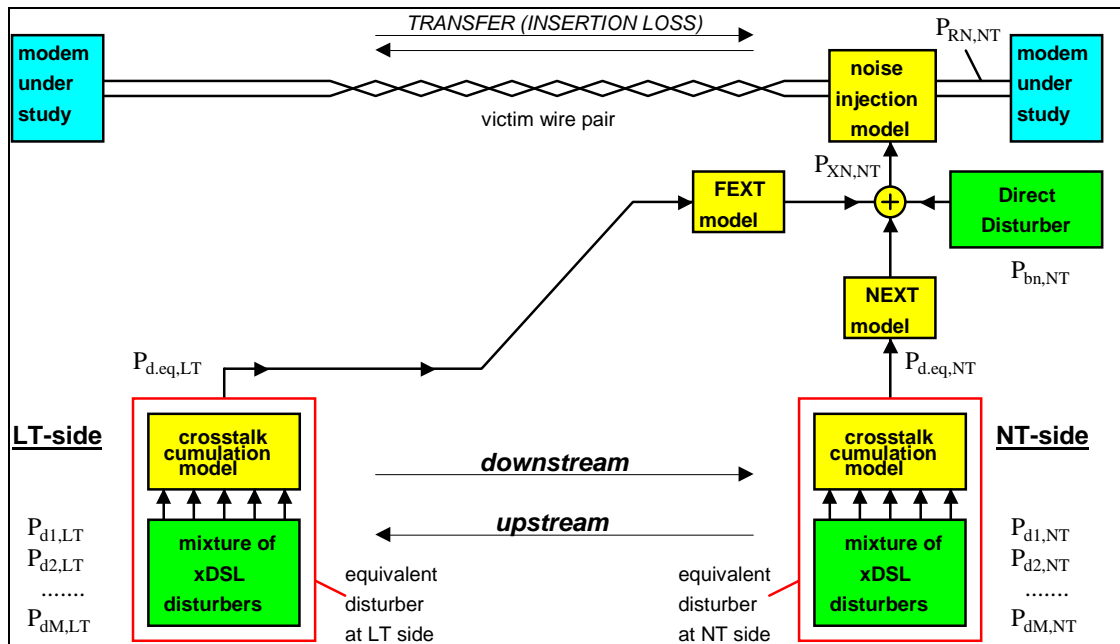 TRANSFER (INSERTION LOSS)
modem
under
study
victim wire pair
noise
injection
model
P_RN,NT
modem
under
study
P_XN,NT
FEXT
model
+
Direct
Disturber
P_bn,NT
NEXT
model
P_d.eq,LT
P_d.eq,NT
LT-side
crosstalk
cumulation
model
downstream
crosstalk
cumulation
model
NT-side
upstream
P_d1,LT
P_d2,LT
.......
P_dM,LT
mixture of
xDSL
disturbers
equivalent
disturber
at LT side
equivalent
disturber
at NT side
mixture of
xDSL
disturbers
P_d1,NT
P_d2,NT
.......
P_dM,NT